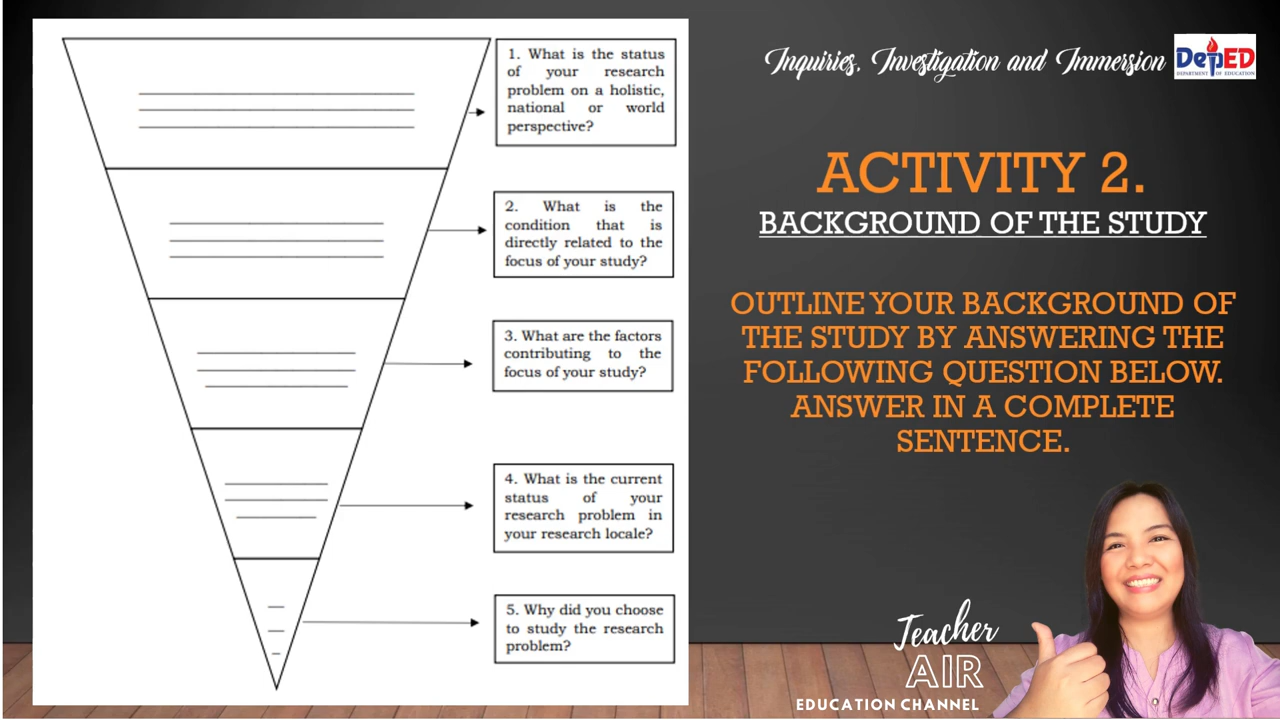 1. What is the status
of your research
problem on a holistic,
national or world
perspective?
2. What is the
condition that is
directly related to the
focus of your study?
3. What are the factors
contributing to the
focus of your study?
4. What is the current
status of your
research problem in
your research locale?
5. Why did you choose
to study the research
problem?
Inquiries, Investigation and Immersion
DepED
DEPARTMENT OF EDUCATION
ACTIVITY 2.
BACKGROUND OF THE STUDY
OUTLINE YOUR BACKGROUND OF
THE STUDY BY ANSWERING THE
FOLLOWING QUESTION BELOW.
ANSWER IN A COMPLETE
SENTENCE.
Teacher
AIR
EDUCATION CHANNEL